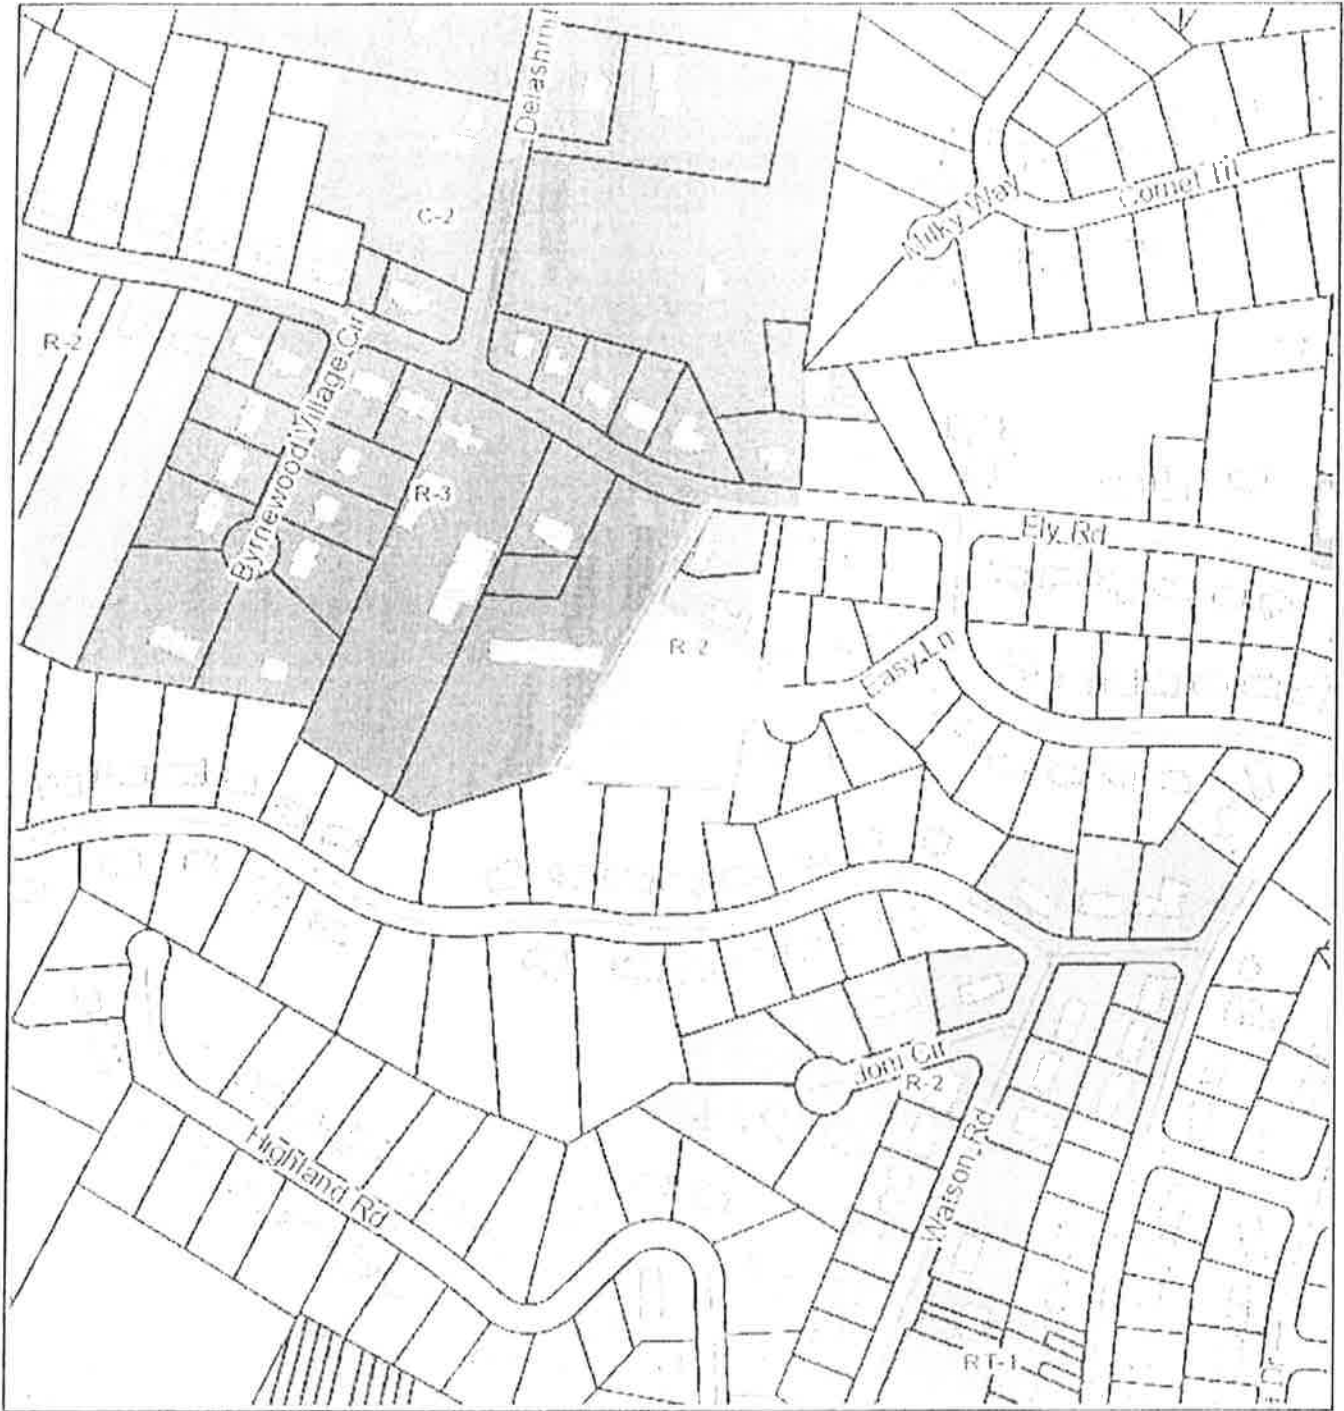 Delashmitt
C-2
Comet Trl
Milky Way
R-2
Byrnewood Village Cir
R-3
Ely Rd
R-2
Easy Ln
Joni Cir
R-2
Highland Rd
Watson Rd
RT-1